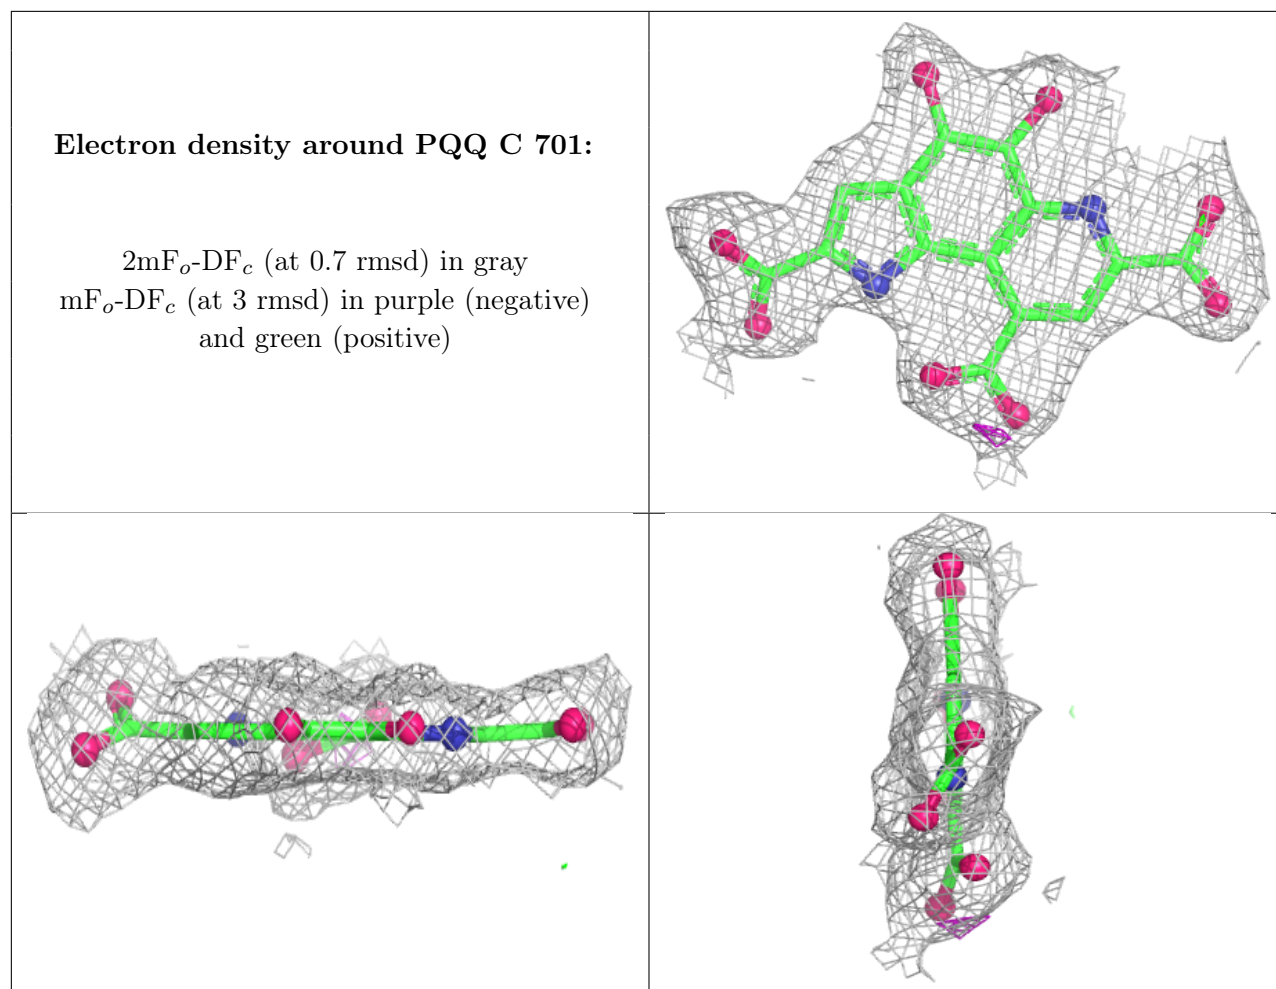 Electron density around PQQ C 701:
2mFo-DFc (at 0.7 rmsd) in gray
mFo-DFc (at 3 rmsd) in purple (negative)
and green (positive)